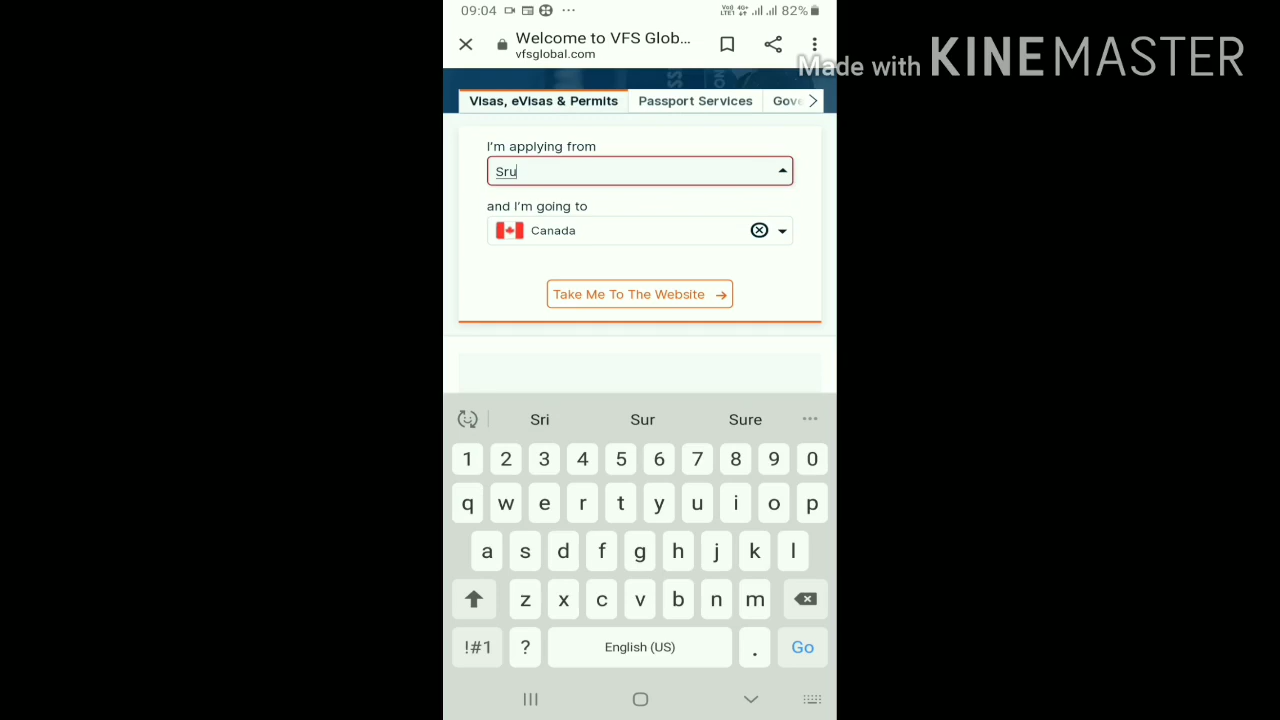 09:04 82%
Welcome to VFS Glob...
vfsglobal.com
Made with KINEMASTER
Visas, eVisas & Permits Passport Services Gove
I'm applying from
Sru
and I'm going to
Canada
Take Me To The Website →
Sri Sur Sure
1 2 3 4 5 6 7 8 9 0
q w e r t y u i o p
a s d f g h j k l
z x c v b n m
!#1 ? English (US) . Go